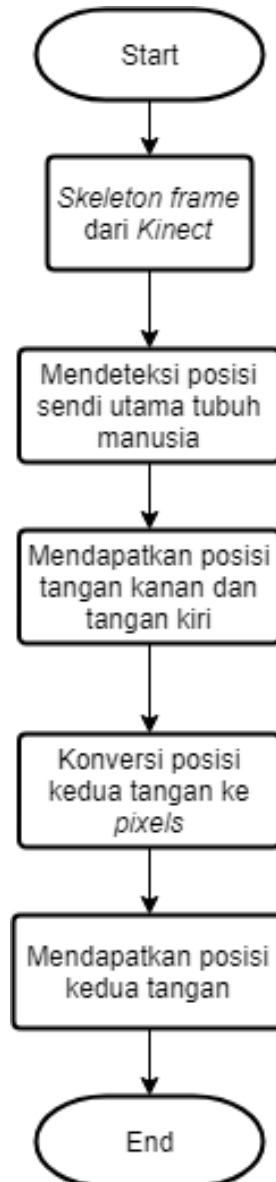 Start
Skeleton frame
dari Kinect
Mendeteksi posisi
sendi utama tubuh
manusia
Mendapatkan posisi
tangan kanan dan
tangan kiri
Konversi posisi
kedua tangan ke
pixels
Mendapatkan posisi
kedua tangan
End